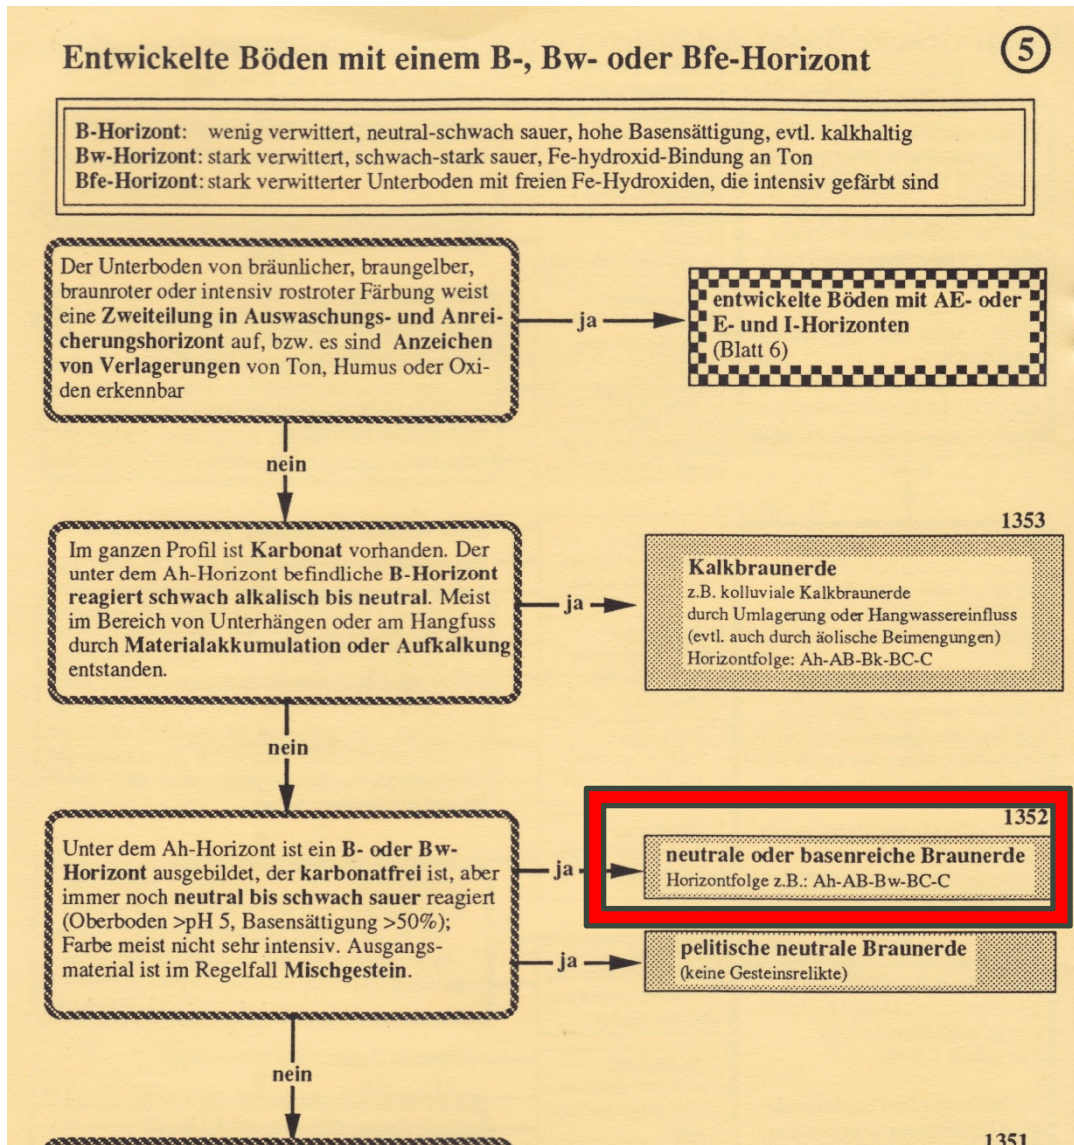 Entwickelte Böden mit einem B-, Bw- oder Bfe-Horizont
5
B-Horizont: wenig verwittert, neutral-schwach sauer, hohe Basensättigung, evtl. kalkhaltig
Bw-Horizont: stark verwittert, schwach-stark sauer, Fe-hydroxid-Bindung an Ton
Bfe-Horizont: stark verwitterter Unterboden mit freien Fe-Hydroxiden, die intensiv gefärbt sind
Der Unterboden von bräunlicher, braungelber,
braunroter oder intensiv rostroter Färbung weist
eine Zweiteilung in Auswaschungs- und Anrei-
cherungshorizont auf, bzw. es sind Anzeichen
von Verlagerungen von Ton, Humus oder Oxi-
den erkennbar
ja
entwickelte Böden mit AE- oder
E- und I-Horizonten
(Blatt 6)
nein
Im ganzen Profil ist Karbonat vorhanden. Der
unter dem Ah-Horizont befindliche B-Horizont
reagiert schwach alkalisch bis neutral. Meist
im Bereich von Unterhängen oder am Hangfuss
durch Materialakkumulation oder Aufkalkung
entstanden.
ja
1353
Kalkbraunerde
z.B. kolluviale Kalkbraunerde
durch Umlagerung oder Hangwassereinfluss
(evtl. auch durch äolische Beimengungen)
Horizontfolge: Ah-AB-Bk-BC-C
nein
Unter dem Ah-Horizont ist ein B- oder Bw-
Horizont ausgebildet, der karbonatfrei ist, aber
immer noch neutral bis schwach sauer reagiert
(Oberboden >pH 5, Basensättigung >50%);
Farbe meist nicht sehr intensiv. Ausgangs-
material ist im Regelfall Mischgestein.
ja
1352
neutrale oder basenreiche Braunerde
Horizontfolge z.B.: Ah-AB-Bw-BC-C
ja
pelitische neutrale Braunerde
(keine Gesteinsrelikte)
nein
1351